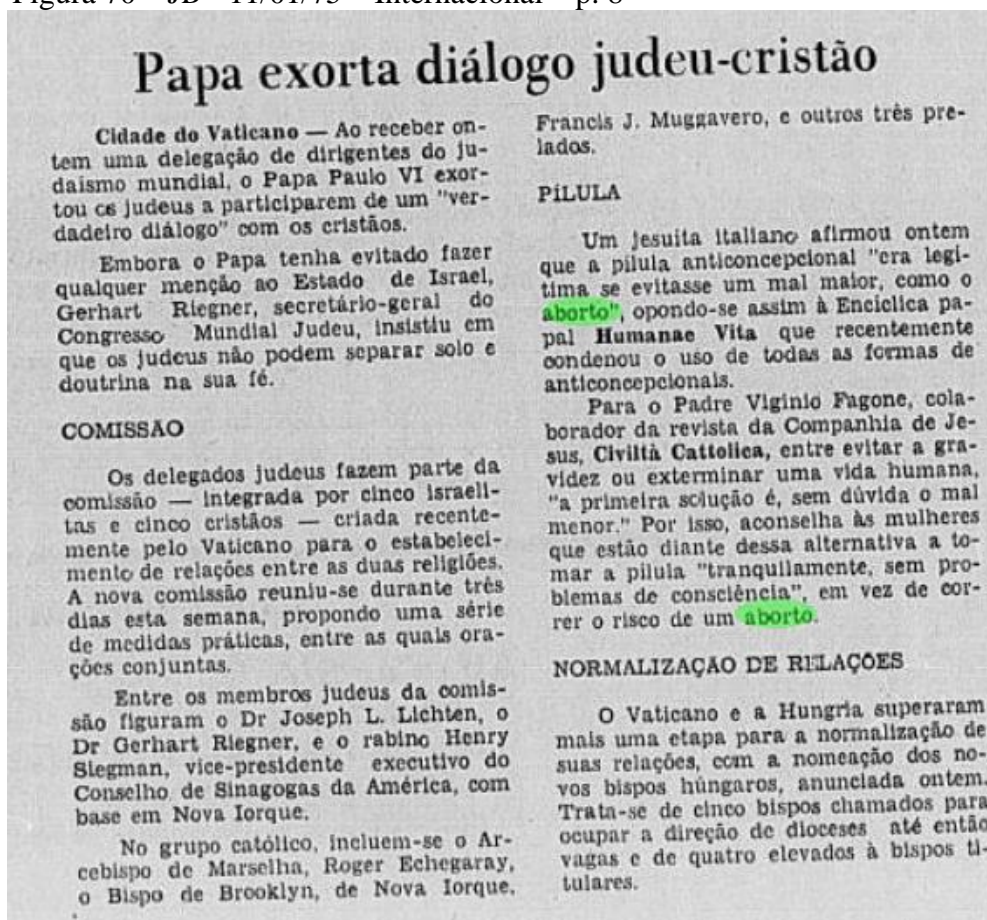 Figura 70 – JB – 11/01/75 – Internacional – p. 8
Papa exorta diálogo judeu-cristão
Cidade do Vaticano — Ao receber on-
tem uma delegação de dirigentes do ju-
daísmo mundial, o Papa Paulo VI exor-
tou os judeus a participarem de um "ver-
dadeiro diálogo" com os cristãos.
Embora o Papa tenha evitado fazer
qualquer menção ao Estado de Israel,
Gerhart Riegner, secretário-geral do
Congresso Mundial Judeu, insistiu em
que os judeus não podem separar solo e
doutrina na sua fé.
COMISSÃO
Os delegados judeus fazem parte da
comissão — integrada por cinco israeli-
tas e cinco cristãos — criada recente-
mente pelo Vaticano para o estabeleci-
mento de relações entre as duas religiões.
A nova comissão reuniu-se durante três
dias esta semana, propondo uma série
de medidas práticas, entre as quais ora-
ções conjuntas.
Entre os membros judeus da comis-
são figuram o Dr Joseph L. Lichten, o
Dr Gerhart Riegner, e o rabino Henry
Siegman, vice-presidente executivo do
Conselho de Sinagogas da América, com
base em Nova Iorque.
No grupo católico, incluem-se o Ar-
cebispo de Marselha, Roger Echegaray,
o Bispo de Brooklyn, de Nova Iorque,
Francis J. Muggavero, e outros três pre-
lados.
PÍLULA
Um jesuíta italiano afirmou ontem
que a pílula anticoncepcional "era legí-
tima se evitasse um mal maior, como o
aborto", opondo-se assim à Encíclica pa-
pal Humanae Vita que recentemente
condenou o uso de todas as formas de
anticoncepcionais.
Para o Padre Viginio Fagone, cola-
borador da revista da Companhia de Je-
sus, Civiltà Cattolica, entre evitar a gra-
videz ou exterminar uma vida humana,
"a primeira solução é, sem dúvida o mal
menor." Por isso, aconselha às mulheres
que estão diante dessa alternativa a to-
mar a pílula "tranquilamente, sem pro-
blemas de consciência", em vez de cor-
rer o risco de um aborto.
NORMALIZAÇÃO DE RELAÇÕES
O Vaticano e a Hungria superaram
mais uma etapa para a normalização de
suas relações, com a nomeação dos no-
vos bispos húngaros, anunciada ontem.
Trata-se de cinco bispos chamados para
ocupar a direção de dioceses até então
vagas e de quatro elevados à bispos ti-
tulares.